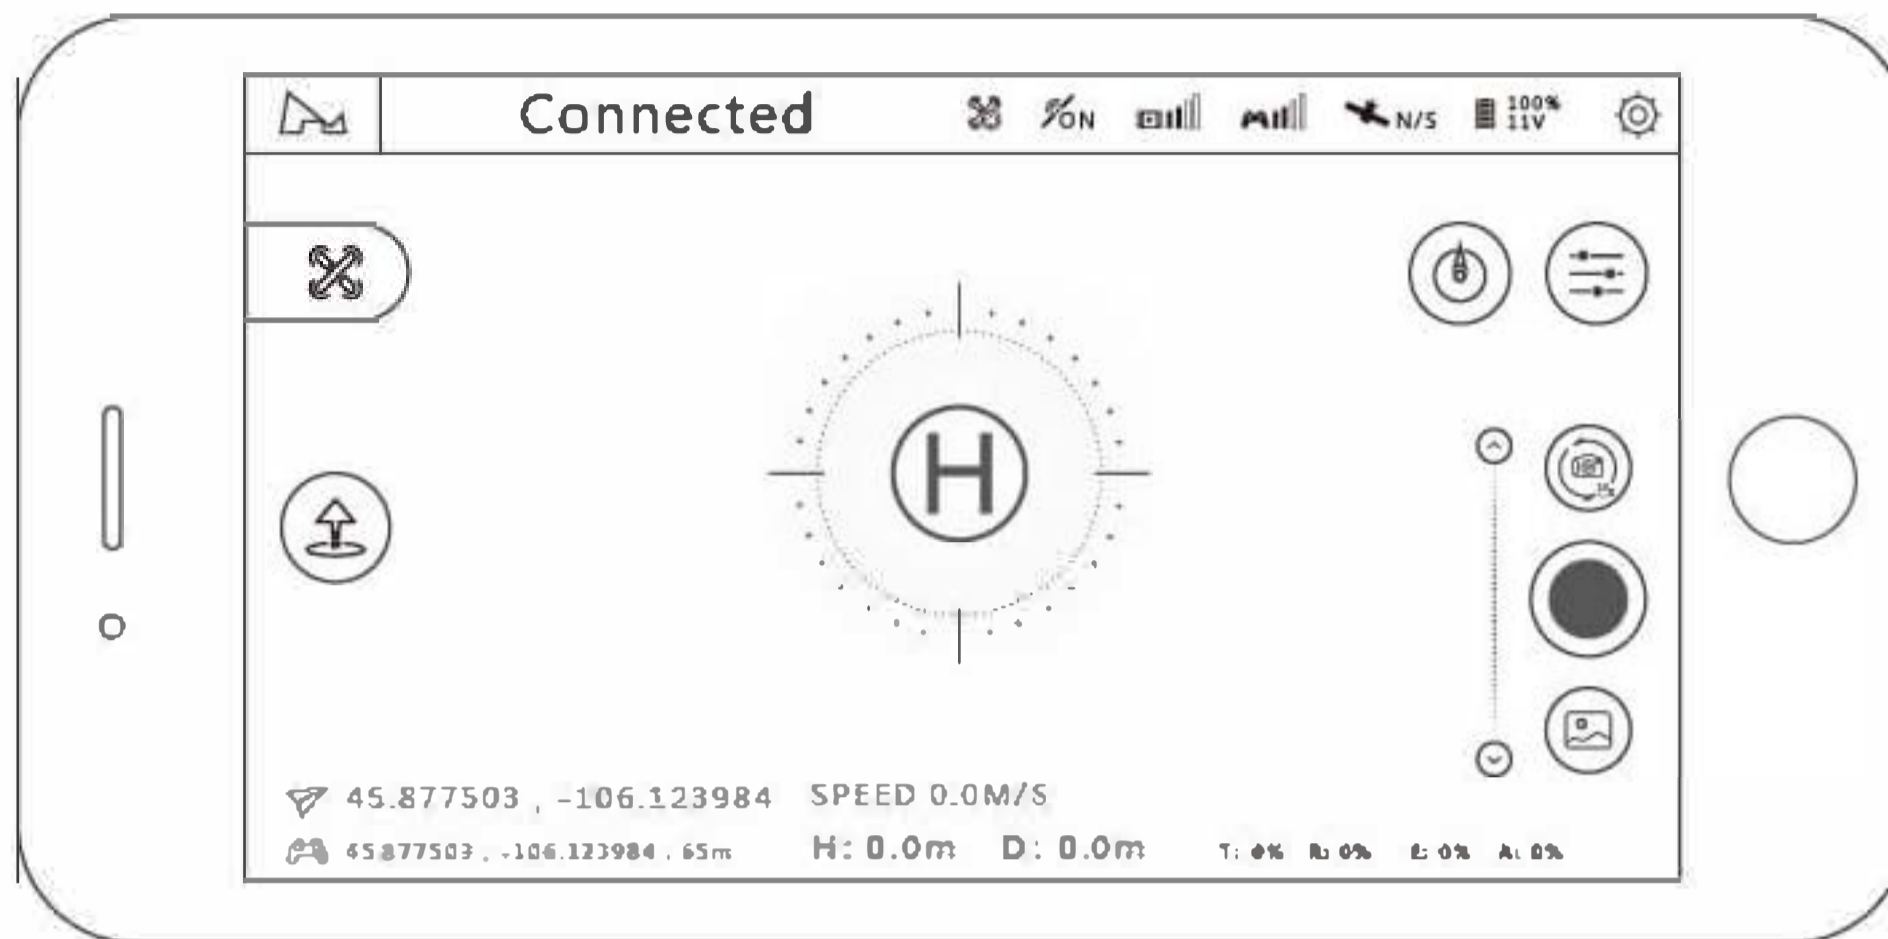 Connected
ON
N/S
100%
11V
H
45.877503 , -106.123984 SPEED 0.0M/S
45.877503 , -106.123984 , 65m H: 0.0m D: 0.0m T: 0% R: 0% E: 0% A: 0%